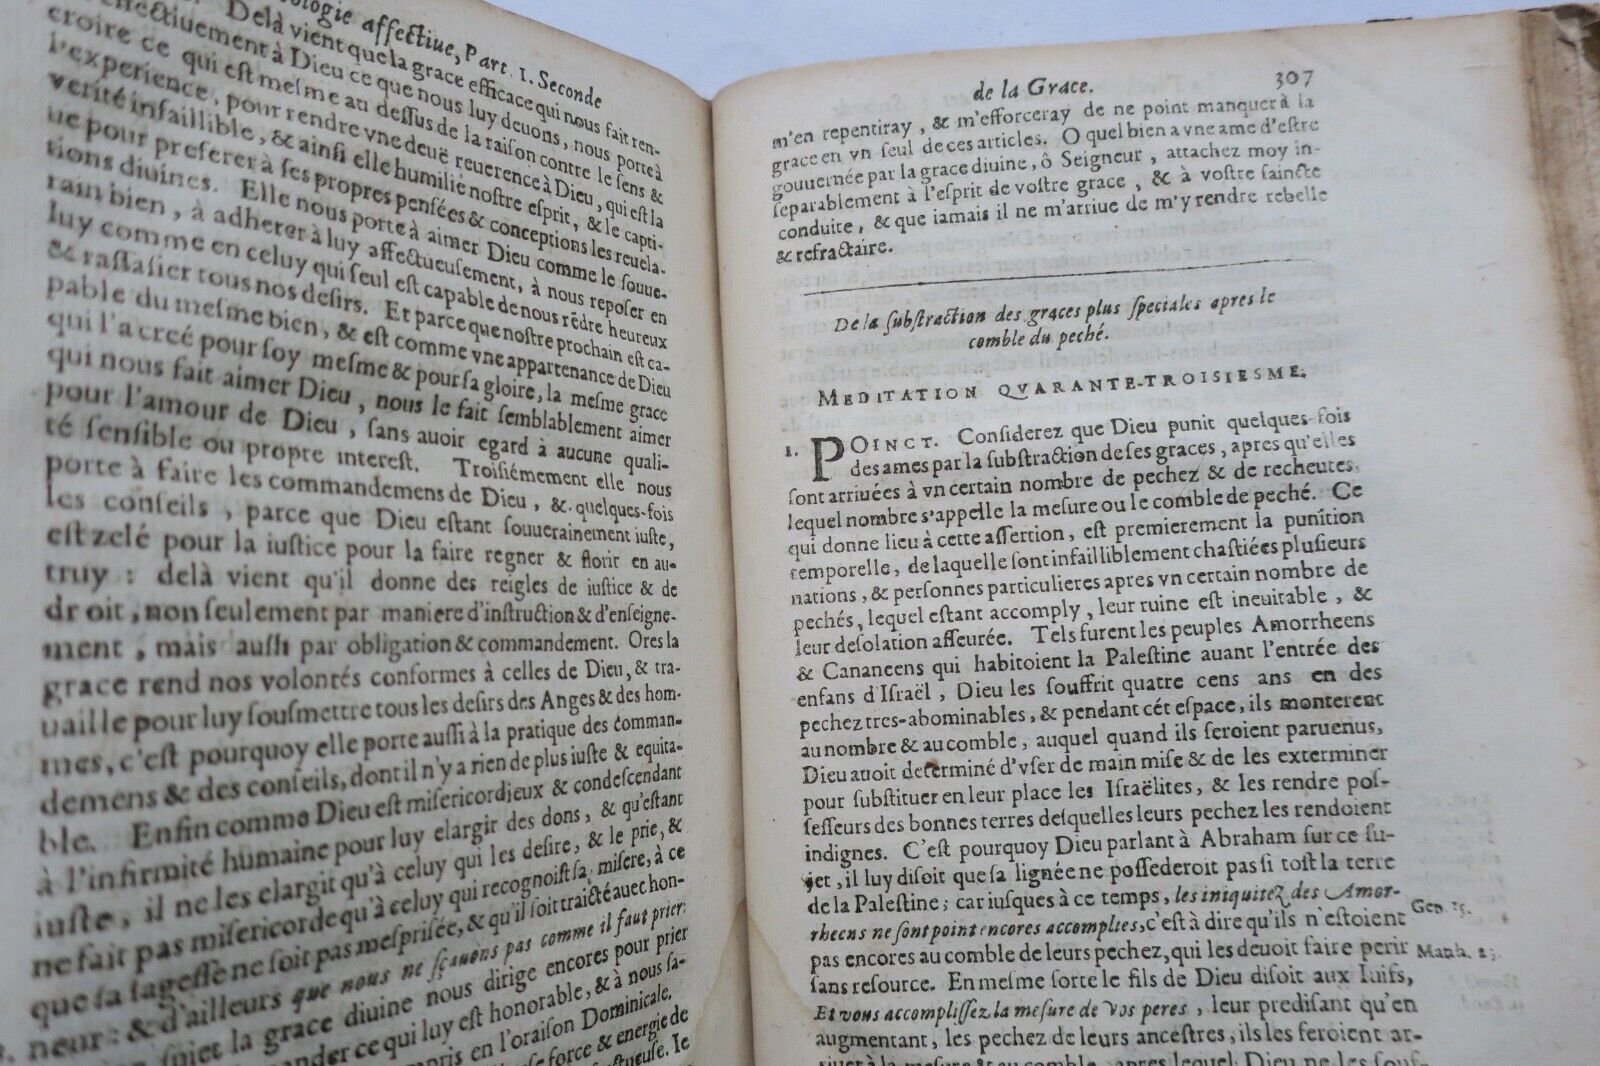 ologie affectiue, Part. 1. Seconde
Delà vient que la grace efficace qui nous fait ren-
effectiuement à Dieu ce que nous luy deuons, nous porte à
croire ce qui est mesme au dessus de la raison contre le sens &
l'experience, pour rendre vne deuë reuerence à Dieu, qui est la
verité infaillible, & ainsi elle humilie nostre esprit, & le capti-
ue pour preferer à ses propres pensées & conceptions les reuela-
tions diuines. Elle nous porte à aimer Dieu comme le souue-
rain bien, à adherer à luy affectueusement, à nous reposer en
luy comme en celuy qui seul est capable de nous rẽdre heureux
& rassasier tous nos desirs. Et parce que nostre prochain est ca-
pable du mesme bien, & est comme vne appartenance de Dieu
qui l'a creé pour soy mesme & pour sa gloire, la mesme grace
qui nous fait aimer Dieu, nous le fait semblablement aimer
pour l'amour de Dieu, sans auoir egard à aucune quali-
té sensible ou propre interest. Troisiémement elle nous
porte à faire les commandemens de Dieu, & quelques-fois
les conseils, parce que Dieu estant souuerainement iuste,
est zelé pour la iustice pour la faire regner & florir en au-
truy : delà vient qu'il donne des reigles de iustice & de
droit, non seulement par maniere d'instruction & d'enseigne-
ment, mais aussi par obligation & commandement. Ores la
grace rend nos volontés conformes à celles de Dieu, & tra-
uaille pour luy sousmettre tous les desirs des Anges & des hom-
mes, c'est pourquoy elle porte aussi à la pratique des comman-
demens & des conseils, dont il n'y a rien de plus iuste & equita-
ble. Enfin comme Dieu est misericordieux & condescendant
à l'infirmité humaine pour luy elargir des dons, & qu'estant
iuste, il ne les elargit qu'à celuy qui les desire, & le prie, &
ne fait pas misericorde qu'à celuy qui recognoist sa misere, à ce
que sa sagesse ne soit pas mesprisée, & qu'il soit traicté auec hon-
neur : & d'ailleurs que nous ne sçauons pas comme il faut prier.
sujet la grace diuine nous dirige encores pour prier
ander ce qui luy est honorable, & à nous sa-
mpris en l'oraison Dominicale.
se force & energie de
ctueuse. Ie
de la Grace. 307
m'en repentiray, & m'efforceray de ne point manquer à la
grace en vn seul de ces articles. O quel bien a vne ame d'estre
gouuernée par la grace diuine, ô Seigneur, attachez moy in-
separablement à l'esprit de vostre grace, & à vostre saincte
conduite, & que iamais il ne m'arriue de m'y rendre rebelle
& refractaire.
De la substraction des graces plus speciales apres le
comble du peché.
MEDITATION QVARANTE-TROISIESME.
1. POINCT. Considerez que Dieu punit quelques-fois
des ames par la substraction de ses graces, apres qu'elles
sont arriuées à vn certain nombre de pechez & de recheutes,
lequel nombre s'appelle la mesure ou le comble de peché. Ce
qui donne lieu à cette assertion, est premierement la punition
temporelle, de laquelle sont infailliblement chastiées plusieurs
nations, & personnes particulieres apres vn certain nombre de
pechés, lequel estant accomply, leur ruine est ineuitable, &
leur desolation asseurée. Tels furent les peuples Amorrheens
& Cananeens qui habitoient la Palestine auant l'entrée des
enfans d'Israël, Dieu les souffrit quatre cens ans en des
pechez tres-abominables, & pendant cét espace, ils monterent
au nombre & au comble, auquel quand ils seroient paruenus,
Dieu auoit determiné d'vser de main mise & de les exterminer
pour substituer en leur place les Israëlites, & les rendre pos-
sesseurs des bonnes terres desquelles leurs pechez les rendoient
indignes. C'est pourquoy Dieu parlant à Abraham sur ce su-
jet, il luy disoit que sa lignée ne possederoit pas si tost la terre
de la Palestine; car iusques à ce temps, les iniquitez des Amor-
rheens ne sont point encores accomplies, c'est à dire qu'ils n'estoient
Gen. 15.
pas encores au comble de leurs pechez, qui les deuoit faire perir
sans resource. En mesme sorte le fils de Dieu disoit aux Iuifs,
Matth. 23.
Et vous accomplissez la mesure de vos peres, leur predisant qu'en
augmentant, les pechez de leurs ancestres, ils se feroient ar-
riuer à la mesure & au comble, apres lequel Dieu ne les souf-